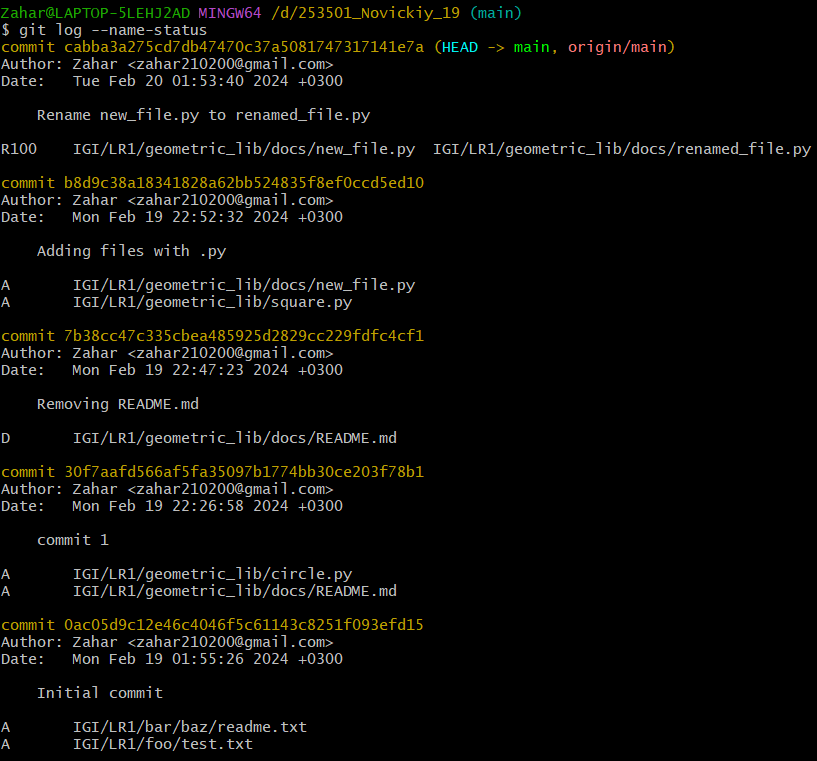 Zahar@LAPTOP-5LEHJ2AD MINGW64 /d/253501_Novickiy_19 (main)
$ git log --name-status
commit cabba3a275cd7db47470c37a5081747317141e7a (HEAD -> main, origin/main)
Author: Zahar <zahar210200@gmail.com>
Date:   Tue Feb 20 01:53:40 2024 +0300

    Rename new_file.py to renamed_file.py

R100    IGI/LR1/geometric_lib/docs/new_file.py  IGI/LR1/geometric_lib/docs/renamed_file.py

commit b8d9c38a18341828a62bb524835f8ef0ccd5ed10
Author: Zahar <zahar210200@gmail.com>
Date:   Mon Feb 19 22:52:32 2024 +0300

    Adding files with .py

A       IGI/LR1/geometric_lib/docs/new_file.py
A       IGI/LR1/geometric_lib/square.py

commit 7b38cc47c335cbea485925d2829cc229fdfc4cf1
Author: Zahar <zahar210200@gmail.com>
Date:   Mon Feb 19 22:47:23 2024 +0300

    Removing README.md

D       IGI/LR1/geometric_lib/docs/README.md

commit 30f7aafd566af5fa35097b1774bb30ce203f78b1
Author: Zahar <zahar210200@gmail.com>
Date:   Mon Feb 19 22:26:58 2024 +0300

    commit 1

A       IGI/LR1/geometric_lib/circle.py
A       IGI/LR1/geometric_lib/docs/README.md

commit 0ac05d9c12e46c4046f5c61143c8251f093efd15
Author: Zahar <zahar210200@gmail.com>
Date:   Mon Feb 19 01:55:26 2024 +0300

    Initial commit

A       IGI/LR1/bar/baz/readme.txt
A       IGI/LR1/foo/test.txt